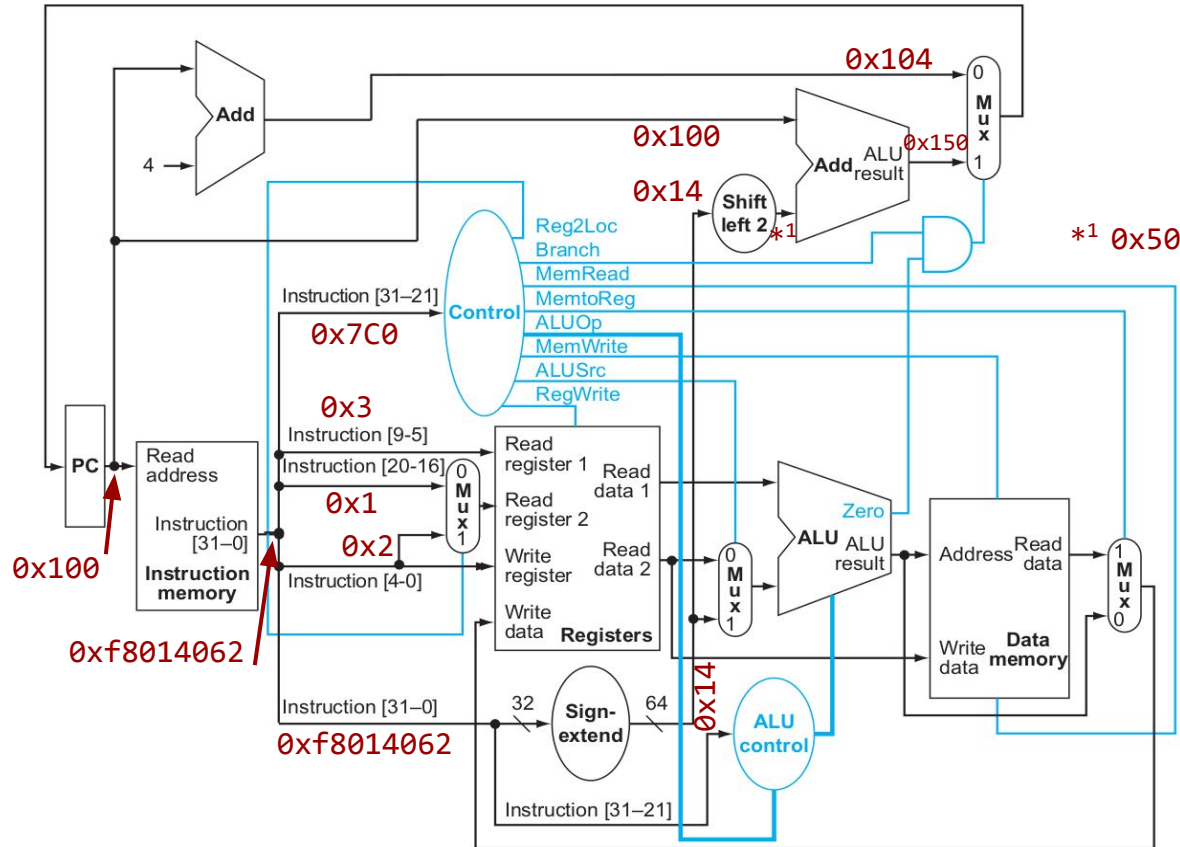 0x104
0
Mux
1
Add
4
0x100
Add
ALU
result
0x150
0x14
Shift
left 2
*¹
*¹ 0x50
Reg2Loc
Branch
MemRead
MemtoReg
ALUOp
MemWrite
ALUSrc
RegWrite
Instruction [31–21]
Control
0x7C0
0x3
Instruction [9-5]
Instruction [20-16]
0x1
0x2
Instruction [4-0]
0
Mux
1
PC
Read
address
Instruction
[31–0]
Instruction
memory
0x100
0xf8014062
Read
register 1
Read
register 2
Write
register
Write
data
Read
data 1
Read
data 2
Registers
0
Mux
1
Zero
ALU
ALU
result
Address
Read
data
Write
data
Data
memory
1
Mux
0
Instruction [31–0]
0xf8014062
32
Sign-
extend
64
0x14
ALU
control
Instruction [31–21]